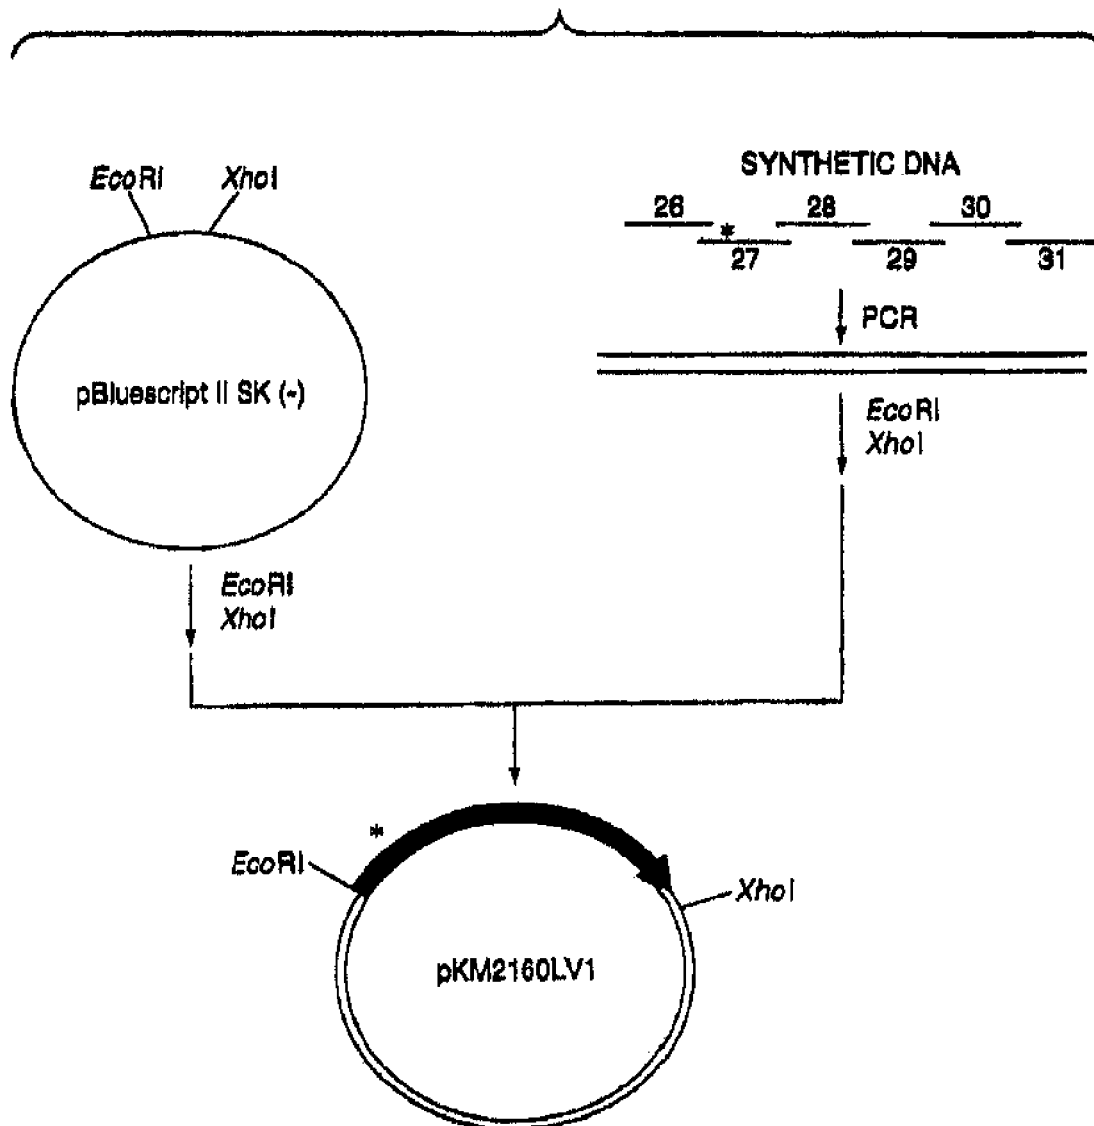 EcoRI
XhoI
pBluescript II SK (-)
EcoRI
XhoI
SYNTHETIC DNA
26
28
30
*
27
29
31
PCR
EcoRI
XhoI
*
EcoRI
XhoI
pKM2160LV1